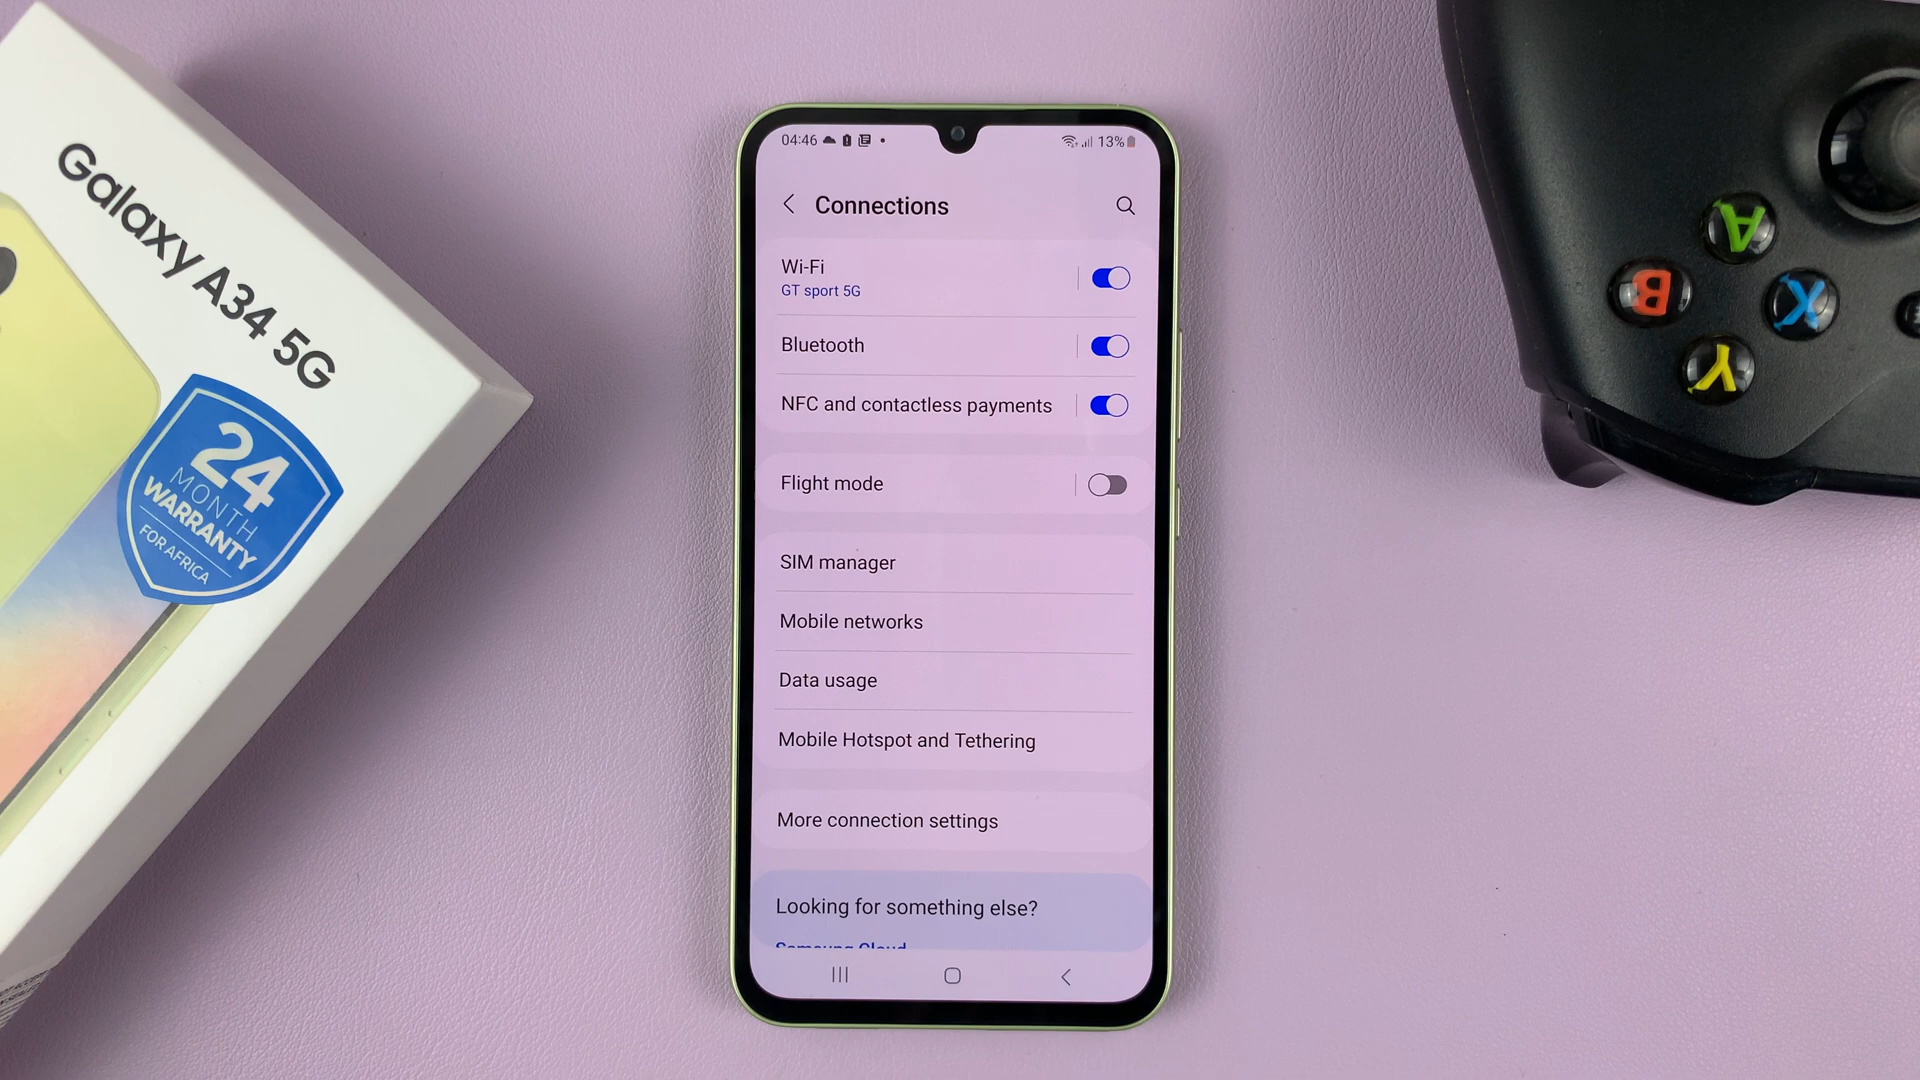 Galaxy A34 5G
24
MONTH
WARRANTY
FOR AFRICA
04:46
13%
Connections
Wi-Fi
GT sport 5G
Bluetooth
NFC and contactless payments
Flight mode
SIM manager
Mobile networks
Data usage
Mobile Hotspot and Tethering
More connection settings
Looking for something else?
Samsung Cloud
A
B
X
Y